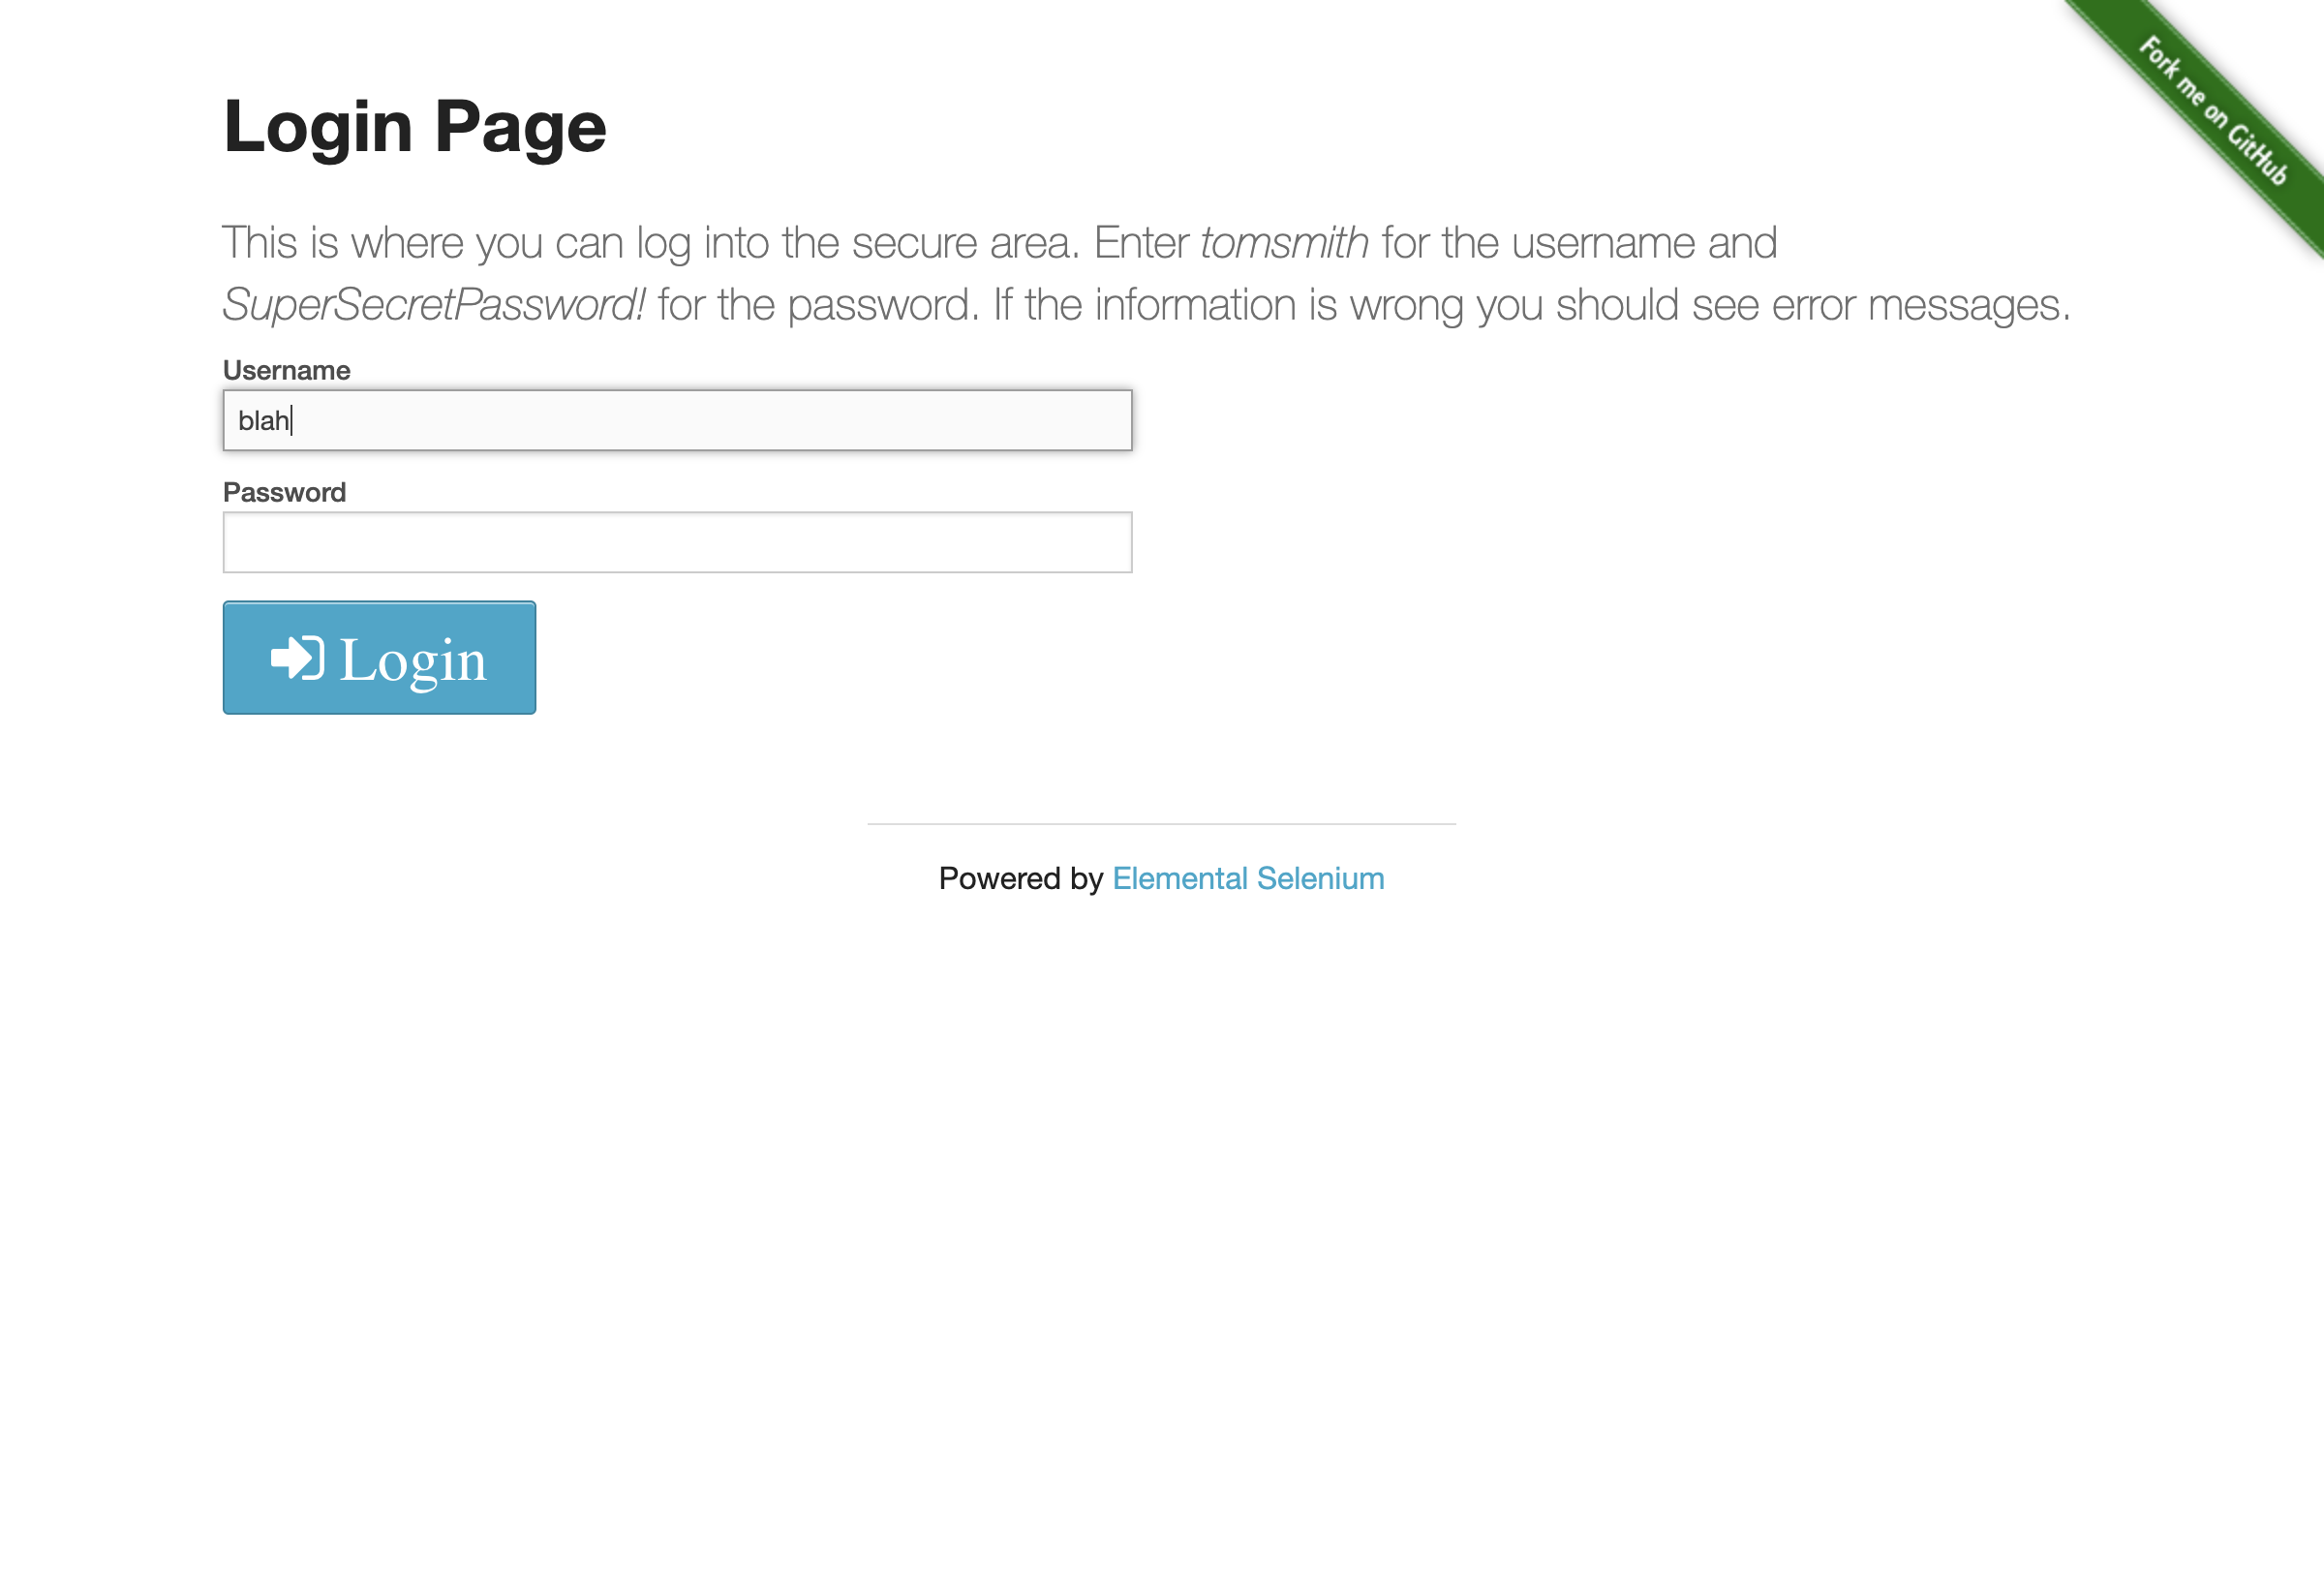 Fork me on GitHub
Login Page
This is where you can log into the secure area. Enter tomsmith for the username and
SuperSecretPassword! for the password. If the information is wrong you should see error messages.
Username
blah
Password
Login
Powered by Elemental Selenium